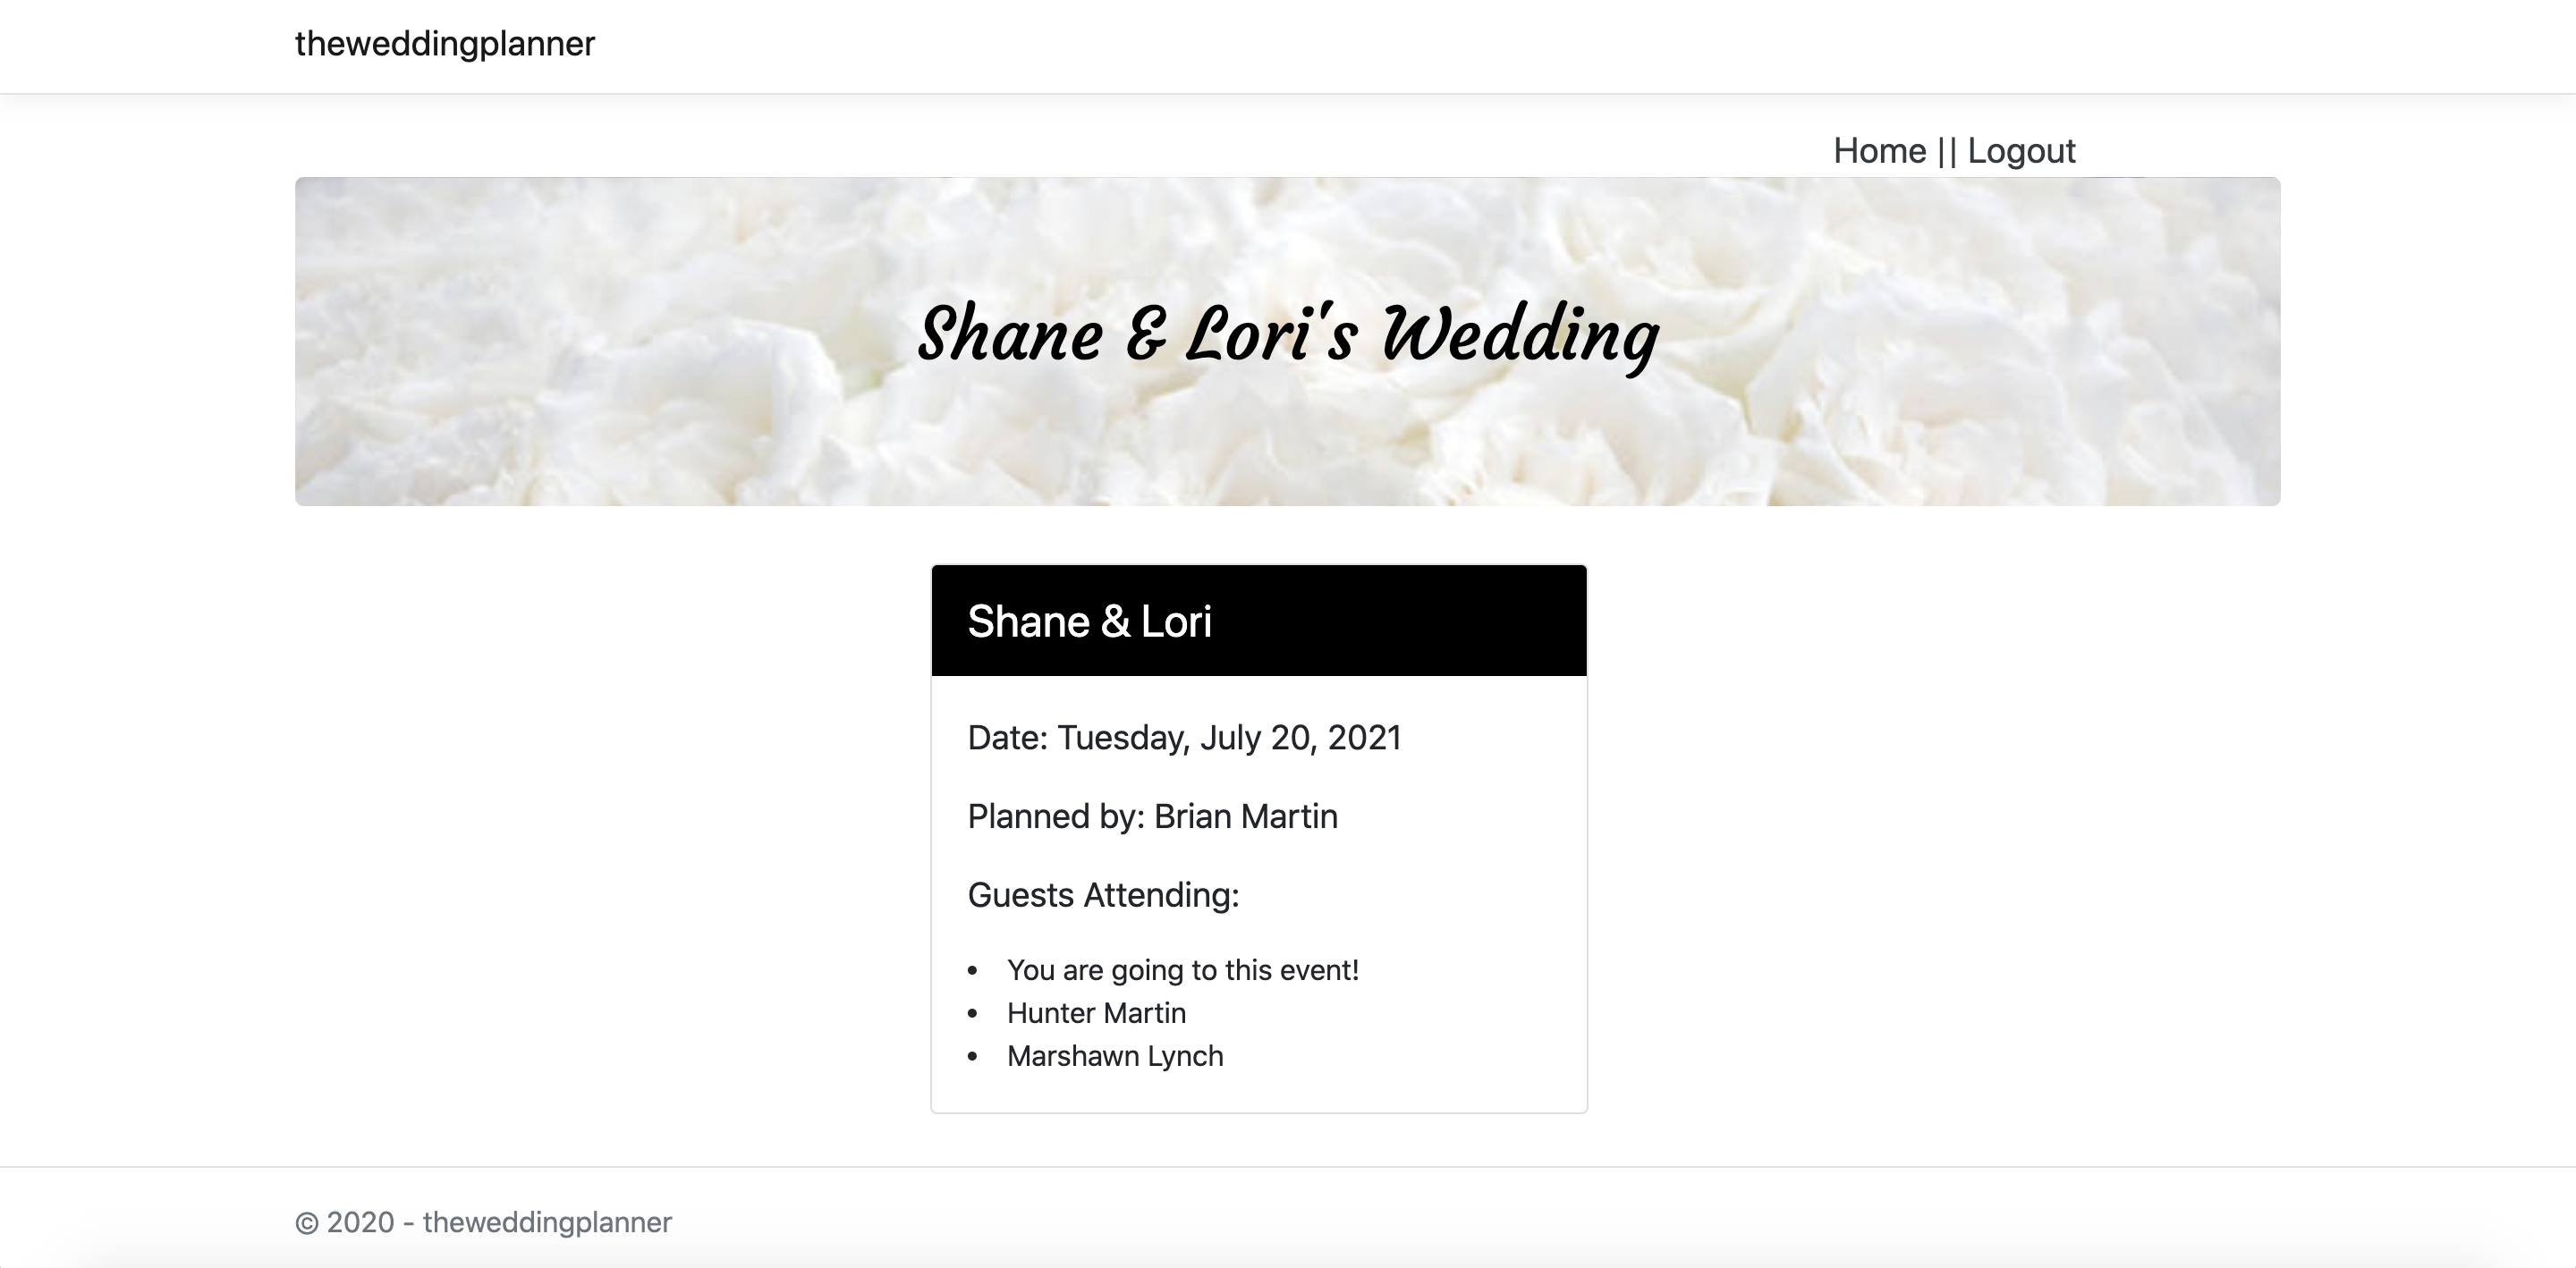 theweddingplanner
Home || Logout
Shane & Lori's Wedding
Shane & Lori
Date: Tuesday, July 20, 2021
Planned by: Brian Martin
Guests Attending:
• You are going to this event!
• Hunter Martin
• Marshawn Lynch
© 2020 - theweddingplanner